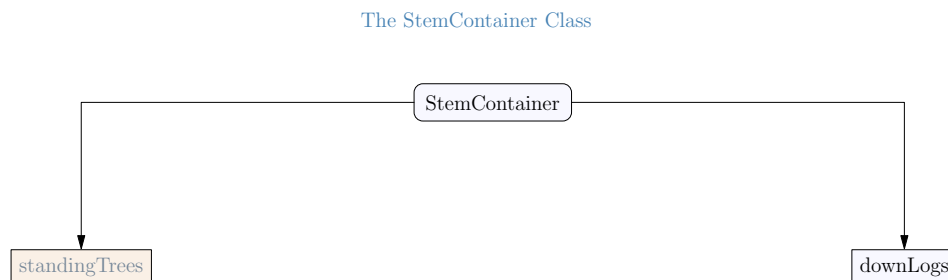 The StemContainer Class
StemContainer
standingTrees
downLogs